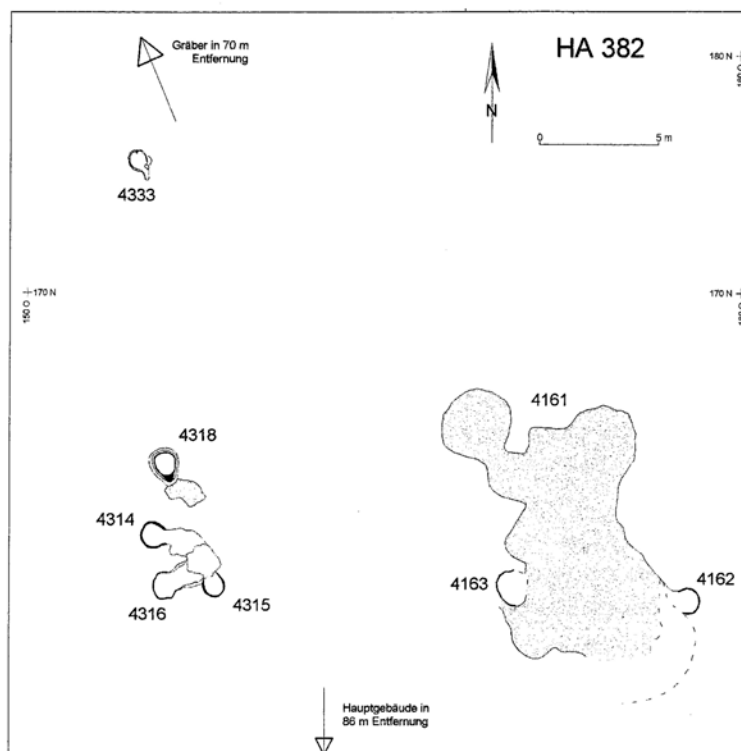 Gräber in 70 m
Entfernung
HA 382
180 N
N
0 5 m
4333
170 N
150 O
170 N
4161
4318
4314
4163
4162
4316
4315
Hauptgebäude in
86 m Entfernung